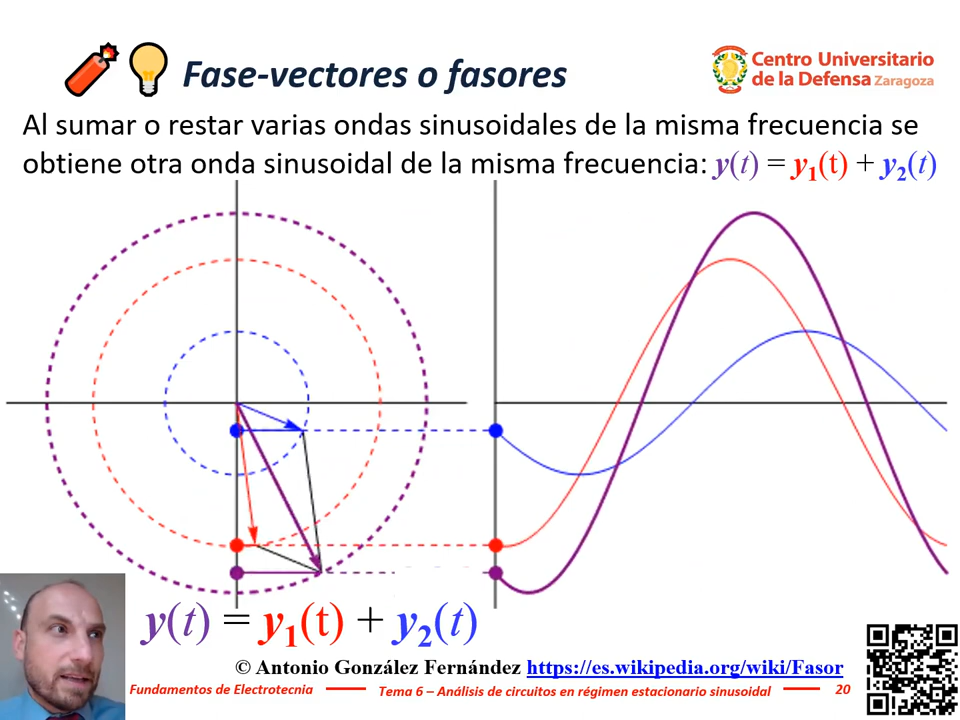 Fase-vectores o fasores
Centro Universitario
de la Defensa Zaragoza
Al sumar o restar varias ondas sinusoidales de la misma frecuencia se
obtiene otra onda sinusoidal de la misma frecuencia: y(t) = y₁(t) + y₂(t)
y(t) = y₁(t) + y₂(t)
© Antonio González Fernández https://es.wikipedia.org/wiki/Fasor
Fundamentos de Electrotecnia
Tema 6 – Análisis de circuitos en régimen estacionario sinusoidal
20